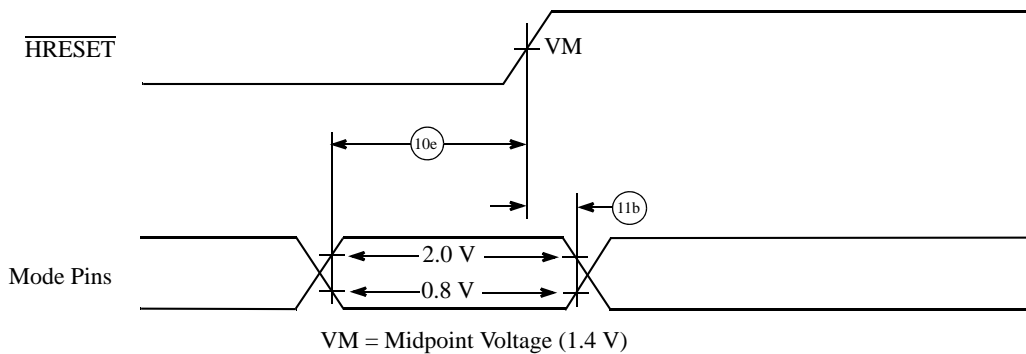 HRESET
VM
10e
11b
2.0 V
Mode Pins
0.8 V
VM = Midpoint Voltage (1.4 V)